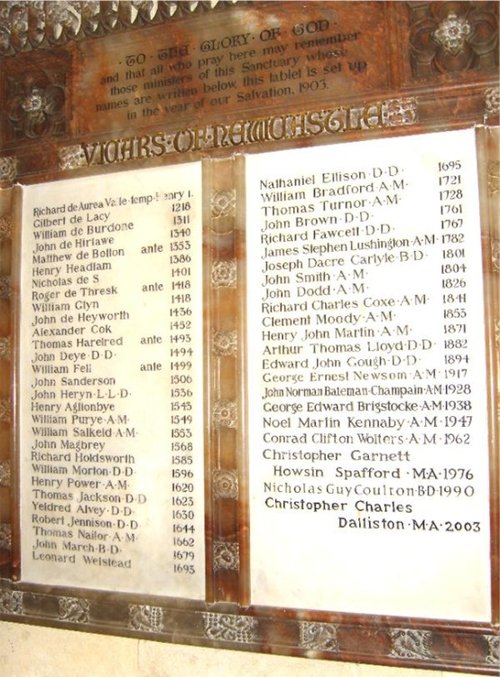 ·TO·THE·GLORY·OF·GOD·
and that all who pray here may remember
those ministers of this Sanctuary whose
names are written below this tablet is set up
in the year of our Salvation, 1903.
VICARS·OF·NEWCASTLE
Richard de Aurea Valle·temp·Henry I.
Gilbert de Lacy 1218
William de Burdone 1311
John de Hirlawe 1340
Matthew de Bolton ante 1353
Henry Headlam 1386
Nicholas de S 1401
Roger de Thresk ante 1418
William Glyn 1418
John de Heyworth 1436
Alexander Cok 1452
Thomas Hareired ante 1493
John Deye·D·D· 1494
William Fell ante 1499
John Sanderson 1506
John Heryn·L·L·D· 1536
Henry Aglionbye 1543
William Purye·A·M· 1549
William Salkeld·A·M· 1553
John Magbrey 1568
Richard Holdsworth 1585
William Morton·D·D 1596
Henry Power·A·M· 1620
Thomas Jackson·D·D 1623
Yeldred Alvey·D·D· 1630
Robert Jennison·D·D· 1644
Thomas Nailor·A·M· 1662
John March·B·D· 1679
Leonard Welstead 1693
Nathaniel Ellison·D·D· 1695
William Bradford·A·M· 1721
Thomas Turnor·A·M· 1728
John Brown·D·D· 1761
Richard Fawcett·D·D· 1767
James Stephen Lushington·A·M·1782
Joseph Dacre Carlyle·B·D· 1801
John Smith·A·M· 1804
John Dodd·A·M· 1826
Richard Charles Coxe·A·M· 1841
Clement Moody·A·M· 1853
Henry John Martin·A·M· 1871
Arthur Thomas Lloyd·D·D· 1882
Edward John Gough·D·D· 1894
George Ernest Newsom·A·M·1917
John Norman Bateman-Champain·A·M·1928
George Edward Brigstocke·A·M·1938
Noel Martin Kennaby·A·M·1947
Conrad Clifton Wolters·A·M·1962
Christopher Garnett
Howsin Spafford·M·A·1976
Nicholas Guy Coulton·B·D·1990
Christopher Charles
Dalliston·M·A·2003